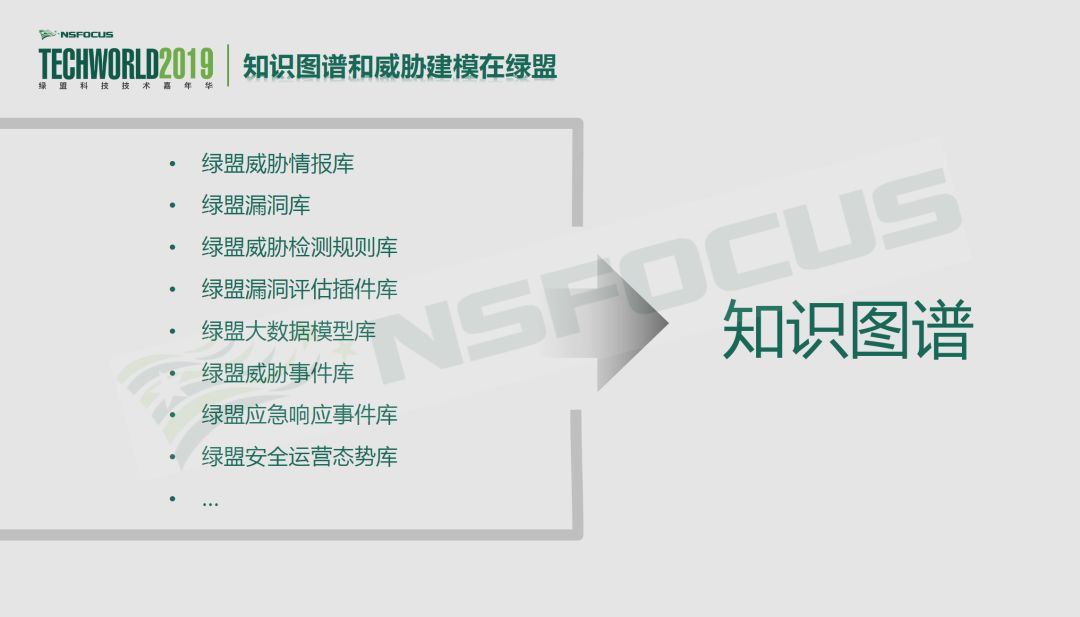 NSFOCUS
TECHWORLD2019
绿盟科技技术嘉年华
知识图谱和威胁建模在绿盟
• 绿盟威胁情报库
• 绿盟漏洞库
• 绿盟威胁检测规则库
• 绿盟漏洞评估插件库
• 绿盟大数据模型库
• 绿盟威胁事件库
• 绿盟应急响应事件库
• 绿盟安全运营态势库
• ...
知识图谱
NSFOCUS